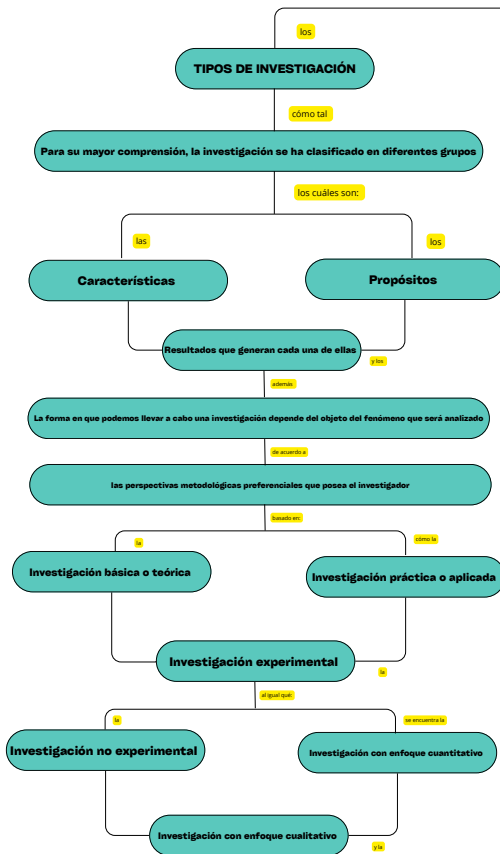 los
TIPOS DE INVESTIGACIÓN
cómo tal
Para su mayor comprensión, la investigación se ha clasificado en diferentes grupos
los cuáles son:
las
los
Características
Propósitos
Resultados que generan cada una de ellas
y los
además
La forma en que podemos llevar a cabo una investigación depende del objeto del fenómeno que será analizado
de acuerdo a
las perspectivas metodológicas preferenciales que posea el investigador
basado en:
la
cómo la
Investigación básica o teórica
Investigación práctica o aplicada
Investigación experimental
la
al igual qué:
la
se encuentra la
Investigación no experimental
Investigación con enfoque cuantitativo
Investigación con enfoque cualitativo
y la